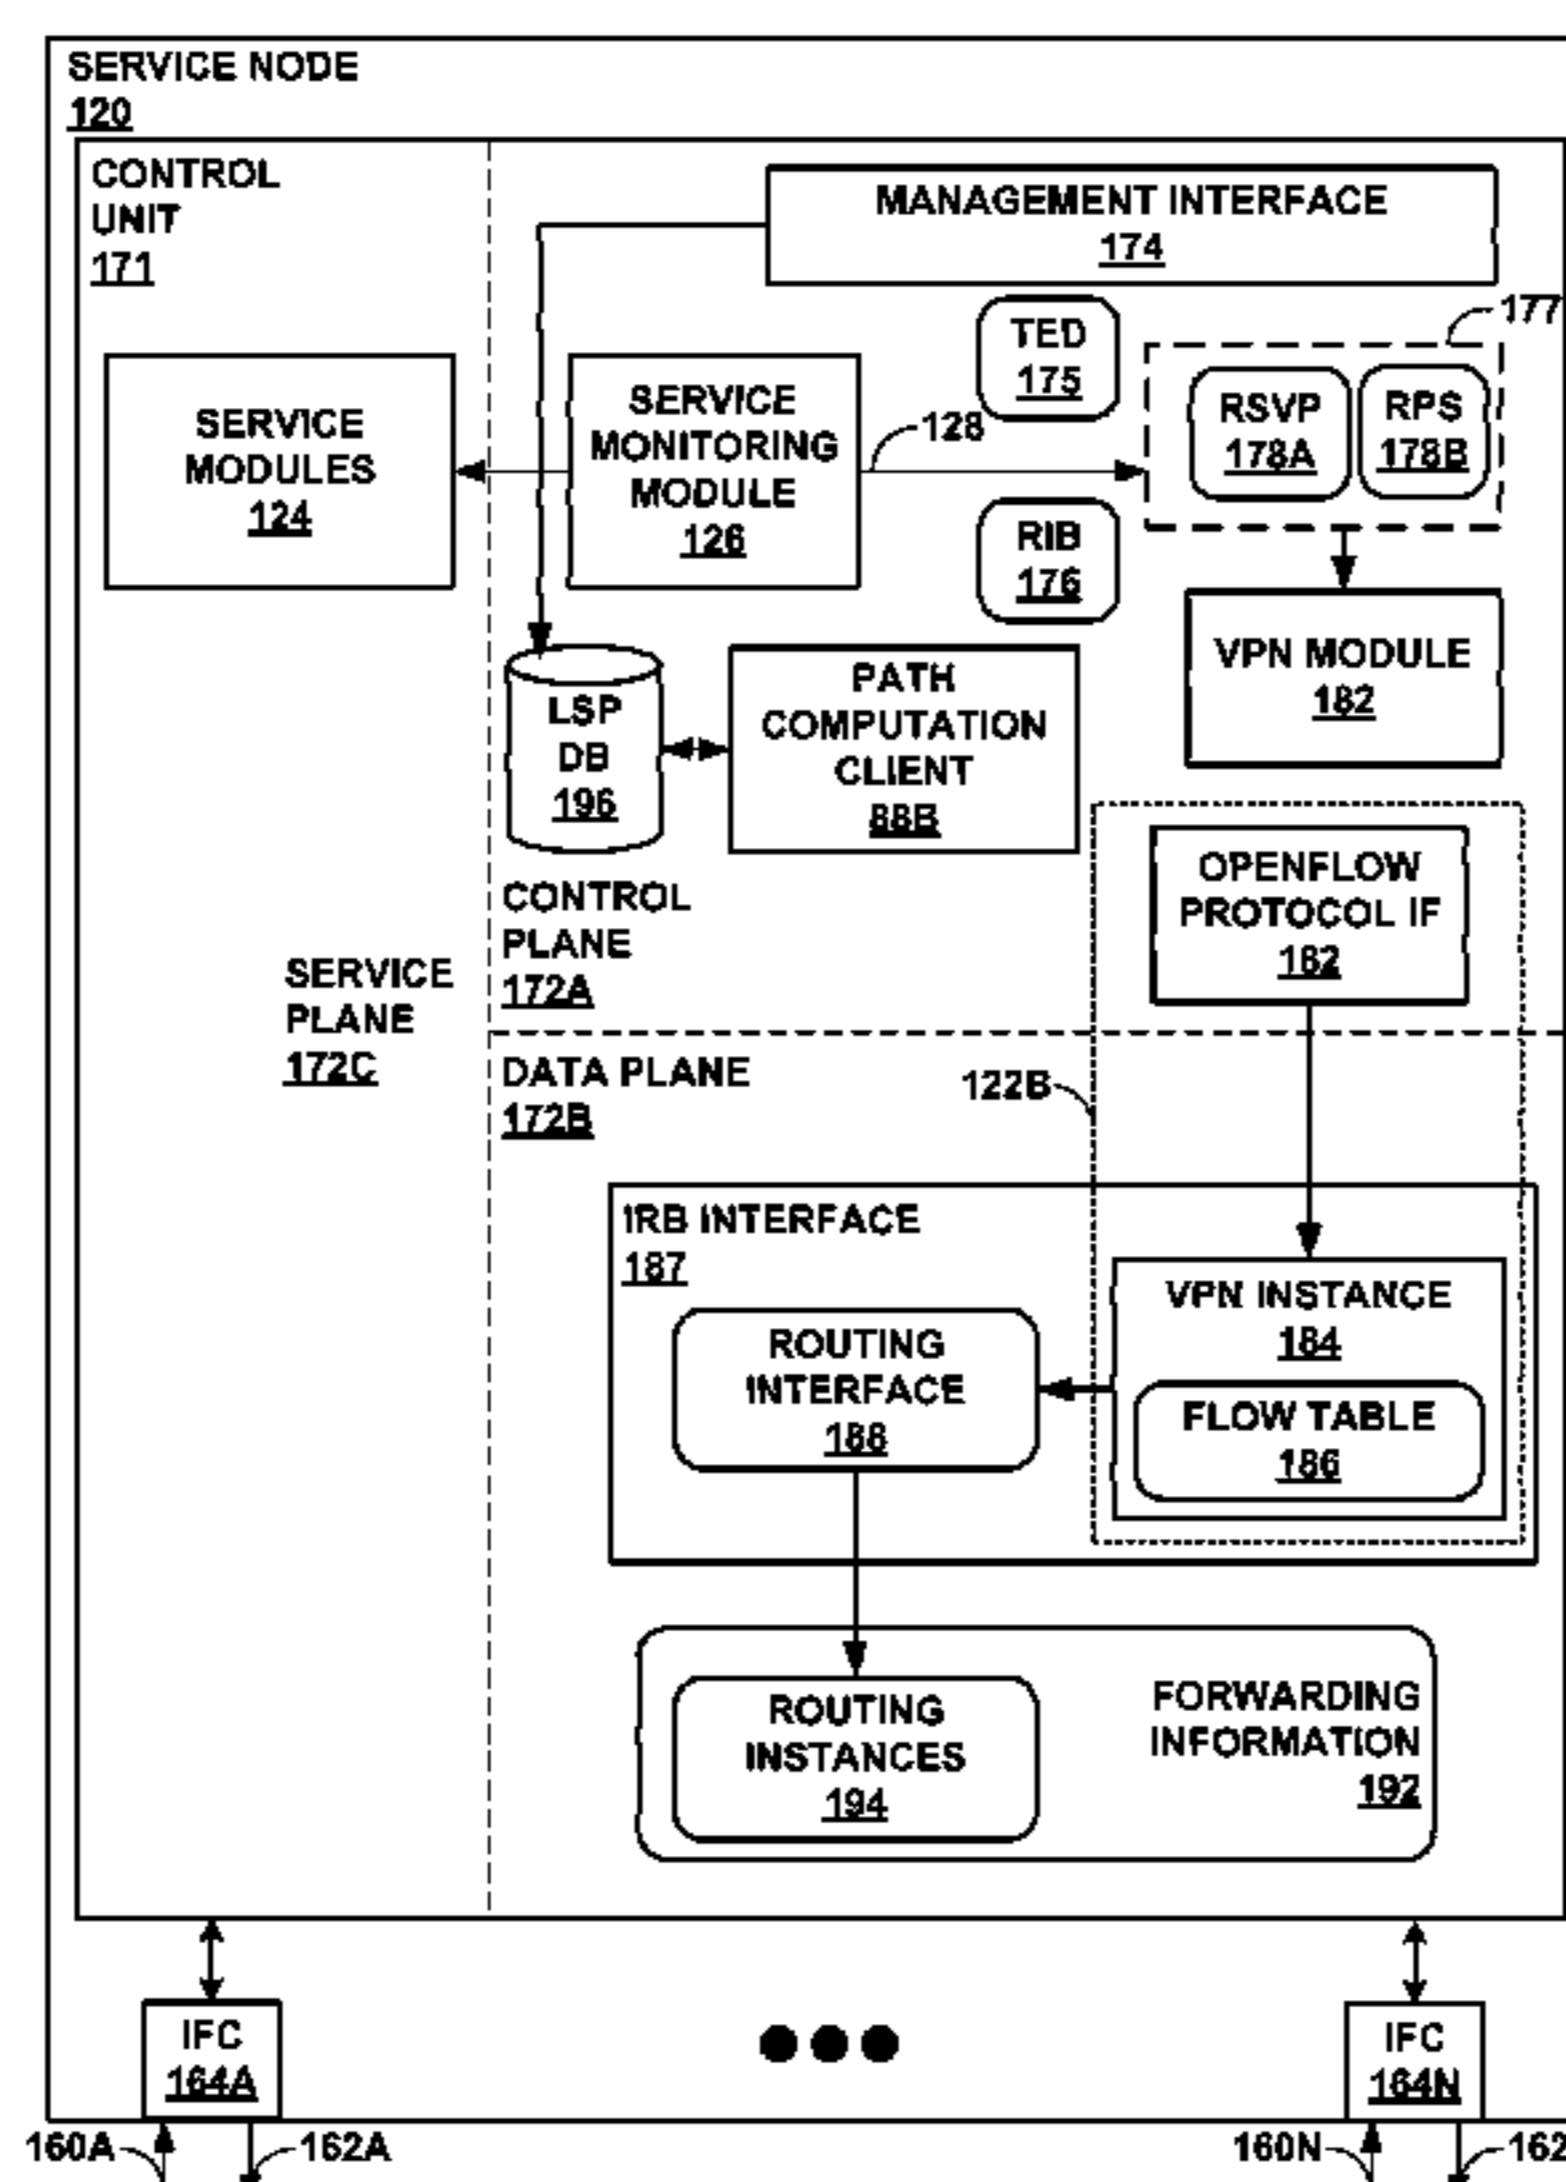 SERVICE NODE
120
CONTROL
UNIT
171
MANAGEMENT INTERFACE
174
TED
175
177
SERVICE
MODULES
124
SERVICE
MONITORING
MODULE
126
128
RSVP
178A
RPS
178B
RIB
176
VPN MODULE
182
LSP
DB
196
PATH
COMPUTATION
CLIENT
88B
OPENFLOW
PROTOCOL IF
162
CONTROL
PLANE
172A
SERVICE
PLANE
172C
DATA PLANE
172B
122B
IRB INTERFACE
187
VPN INSTANCE
184
ROUTING
INTERFACE
188
FLOW TABLE
186
ROUTING
INSTANCES
194
FORWARDING
INFORMATION
192
IFC
164A
IFC
164N
160A
162A
160N
162